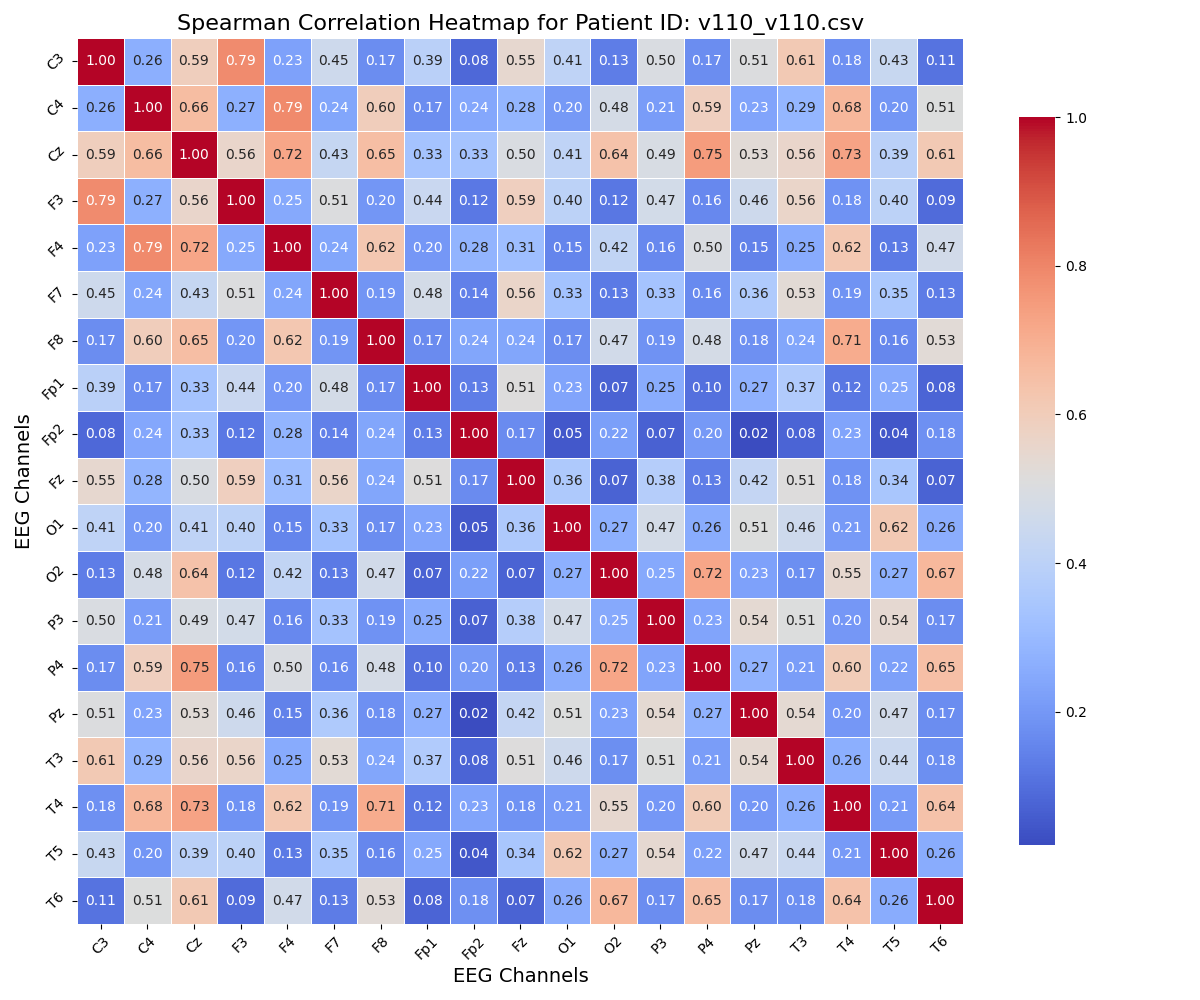 Spearman Correlation Heatmap for Patient ID: v110_v110.csv
EEG Channels
C3 1.00 0.26 0.59 0.79 0.23 0.45 0.17 0.39 0.08 0.55 0.41 0.13 0.50 0.17 0.51 0.61 0.18 0.43 0.11
C4 0.26 1.00 0.66 0.27 0.79 0.24 0.60 0.17 0.24 0.28 0.20 0.48 0.21 0.59 0.23 0.29 0.68 0.20 0.51
Cz 0.59 0.66 1.00 0.56 0.72 0.43 0.65 0.33 0.33 0.50 0.41 0.64 0.49 0.75 0.53 0.56 0.73 0.39 0.61
F3 0.79 0.27 0.56 1.00 0.25 0.51 0.20 0.44 0.12 0.59 0.40 0.12 0.47 0.16 0.46 0.56 0.18 0.40 0.09
F4 0.23 0.79 0.72 0.25 1.00 0.24 0.62 0.20 0.28 0.31 0.15 0.42 0.16 0.50 0.15 0.25 0.62 0.13 0.47
F7 0.45 0.24 0.43 0.51 0.24 1.00 0.19 0.48 0.14 0.56 0.33 0.13 0.33 0.16 0.36 0.53 0.19 0.35 0.13
F8 0.17 0.60 0.65 0.20 0.62 0.19 1.00 0.17 0.24 0.24 0.17 0.47 0.19 0.48 0.18 0.24 0.71 0.16 0.53
Fp1 0.39 0.17 0.33 0.44 0.20 0.48 0.17 1.00 0.13 0.51 0.23 0.07 0.25 0.10 0.27 0.37 0.12 0.25 0.08
Fp2 0.08 0.24 0.33 0.12 0.28 0.14 0.24 0.13 1.00 0.17 0.05 0.22 0.07 0.20 0.02 0.08 0.23 0.04 0.18
Fz 0.55 0.28 0.50 0.59 0.31 0.56 0.24 0.51 0.17 1.00 0.36 0.07 0.38 0.13 0.42 0.51 0.18 0.34 0.07
O1 0.41 0.20 0.41 0.40 0.15 0.33 0.17 0.23 0.05 0.36 1.00 0.27 0.47 0.26 0.51 0.46 0.21 0.62 0.26
O2 0.13 0.48 0.64 0.12 0.42 0.13 0.47 0.07 0.22 0.07 0.27 1.00 0.25 0.72 0.23 0.17 0.55 0.27 0.67
P3 0.50 0.21 0.49 0.47 0.16 0.33 0.19 0.25 0.07 0.38 0.47 0.25 1.00 0.23 0.54 0.51 0.20 0.54 0.17
P4 0.17 0.59 0.75 0.16 0.50 0.16 0.48 0.10 0.20 0.13 0.26 0.72 0.23 1.00 0.27 0.21 0.60 0.22 0.65
Pz 0.51 0.23 0.53 0.46 0.15 0.36 0.18 0.27 0.02 0.42 0.51 0.23 0.54 0.27 1.00 0.54 0.20 0.47 0.17
T3 0.61 0.29 0.56 0.56 0.25 0.53 0.24 0.37 0.08 0.51 0.46 0.17 0.51 0.21 0.54 1.00 0.26 0.44 0.18
T4 0.18 0.68 0.73 0.18 0.62 0.19 0.71 0.12 0.23 0.18 0.21 0.55 0.20 0.60 0.20 0.26 1.00 0.21 0.64
T5 0.43 0.20 0.39 0.40 0.13 0.35 0.16 0.25 0.04 0.34 0.62 0.27 0.54 0.22 0.47 0.44 0.21 1.00 0.26
T6 0.11 0.51 0.61 0.09 0.47 0.13 0.53 0.08 0.18 0.07 0.26 0.67 0.17 0.65 0.17 0.18 0.64 0.26 1.00
C3 C4 Cz F3 F4 F7 F8 Fp1 Fp2 Fz O1 O2 P3 P4 Pz T3 T4 T5 T6
EEG Channels
1.0
0.8
0.6
0.4
0.2